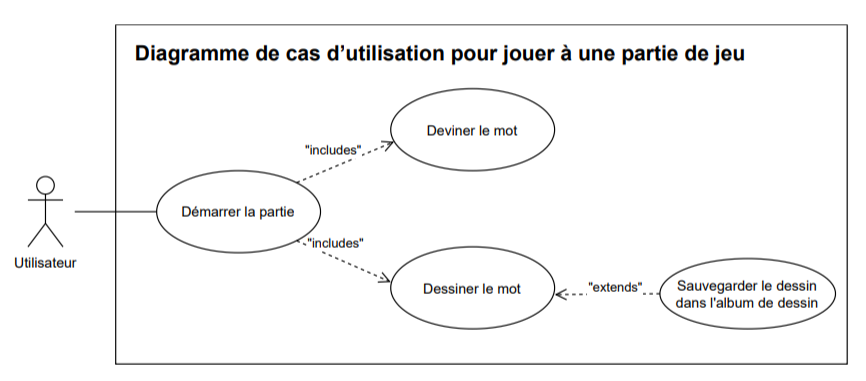 Diagramme de cas d’utilisation pour jouer à une partie de jeu
Deviner le mot
"includes"
Démarrer la partie
Utilisateur
"includes"
Dessiner le mot
"extends"
Sauvegarder le dessin
dans l'album de dessin